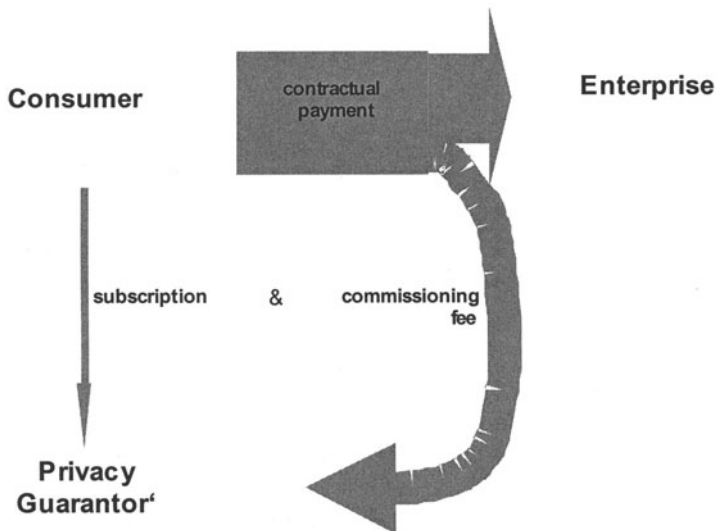 Consumer
contractual
payment
Enterprise
subscription & commissioning
fee
Privacy
Guarantor‘